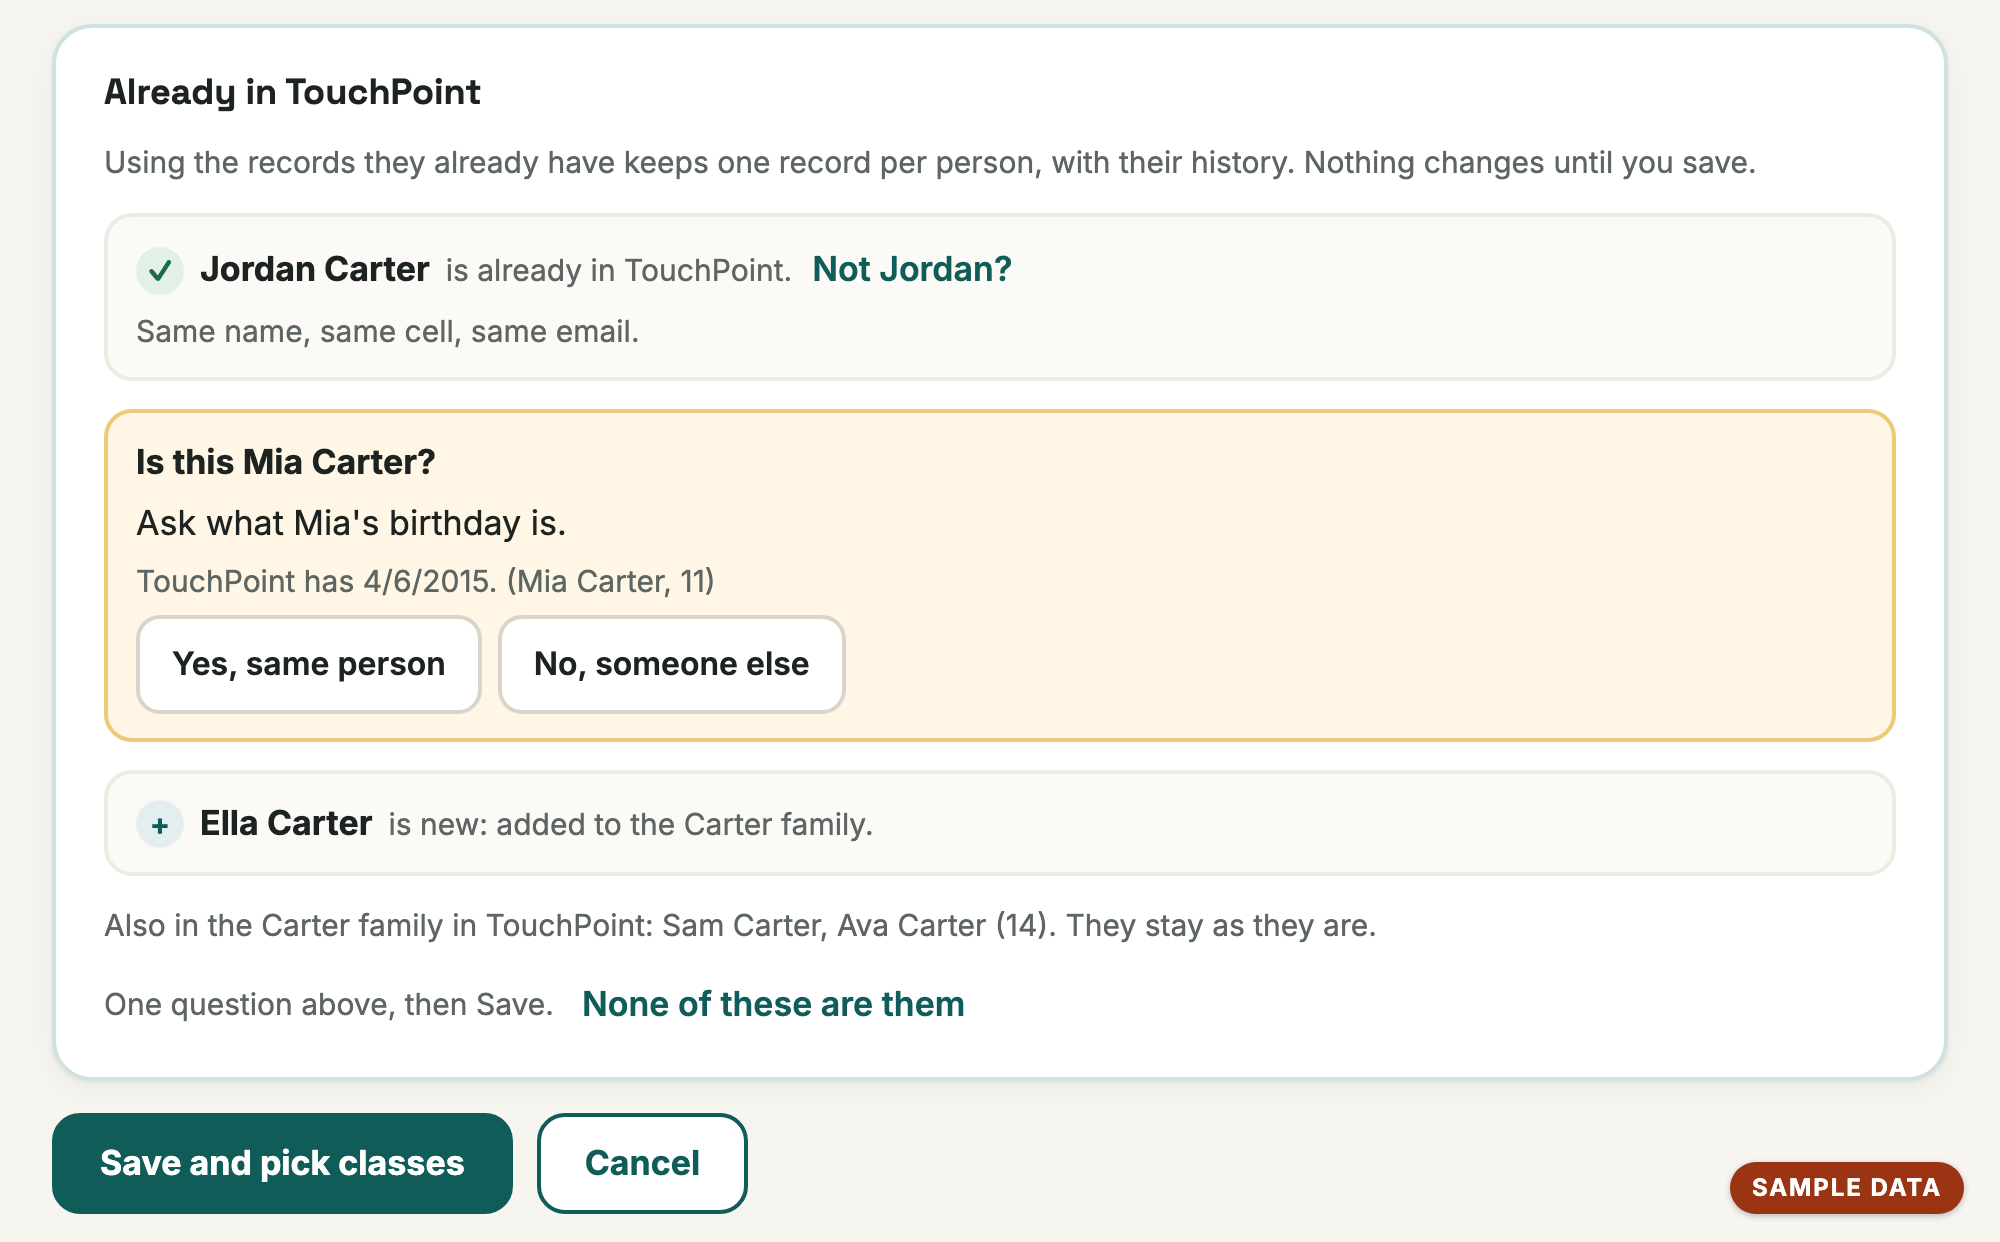 Already in TouchPoint
Using the records they already have keeps one record per person, with their history. Nothing changes until you save.
Jordan Carter is already in TouchPoint. Not Jordan?
Same name, same cell, same email.
Is this Mia Carter?
Ask what Mia's birthday is.
TouchPoint has 4/6/2015. (Mia Carter, 11)
Yes, same person No, someone else
+ Ella Carter is new: added to the Carter family.
Also in the Carter family in TouchPoint: Sam Carter, Ava Carter (14). They stay as they are.
One question above, then Save. None of these are them
Save and pick classes Cancel
SAMPLE DATA